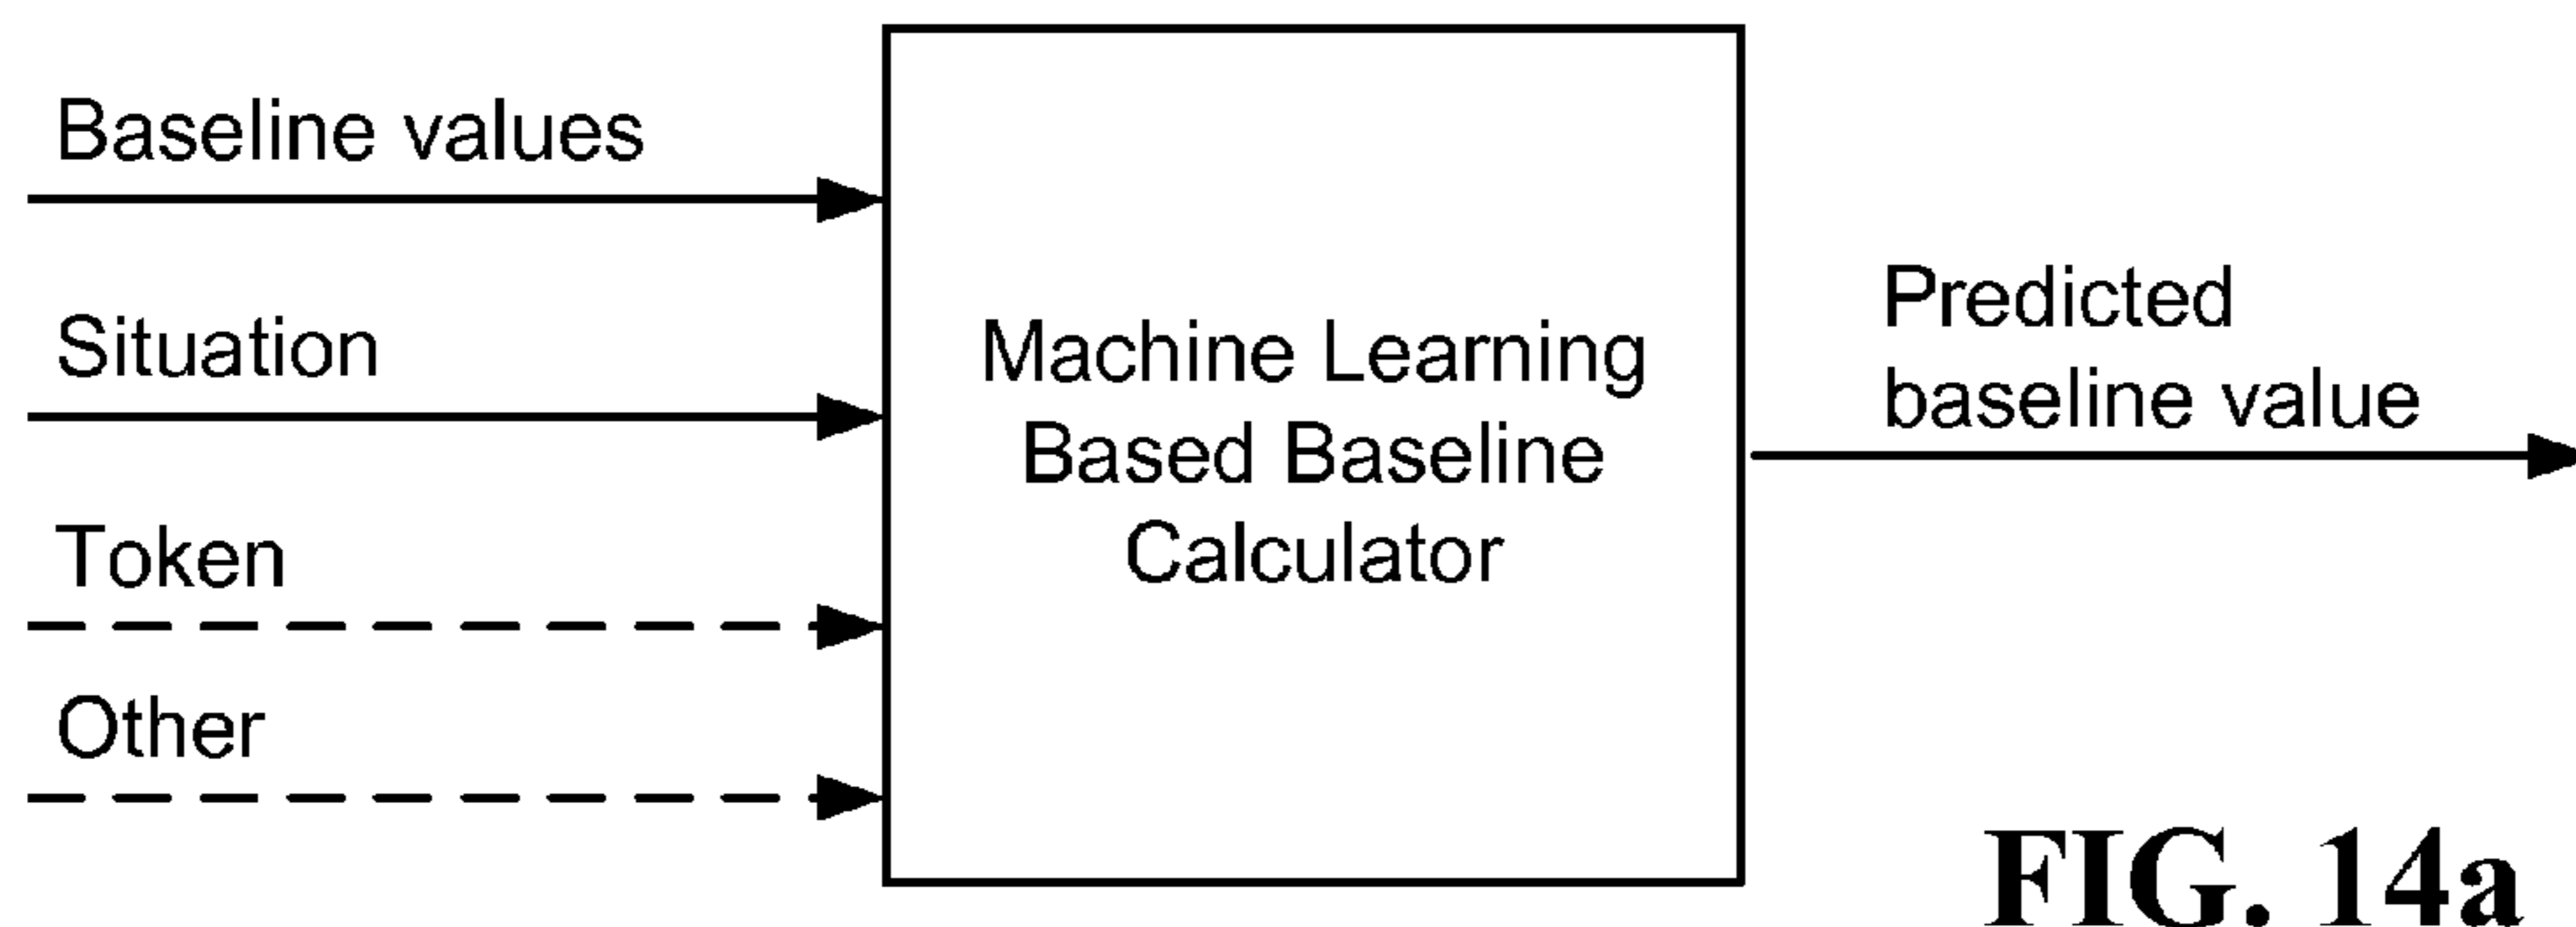 Baseline values
Situation
Token
Other
Machine Learning
Based Baseline
Calculator
Predicted
baseline value
FIG. 14a